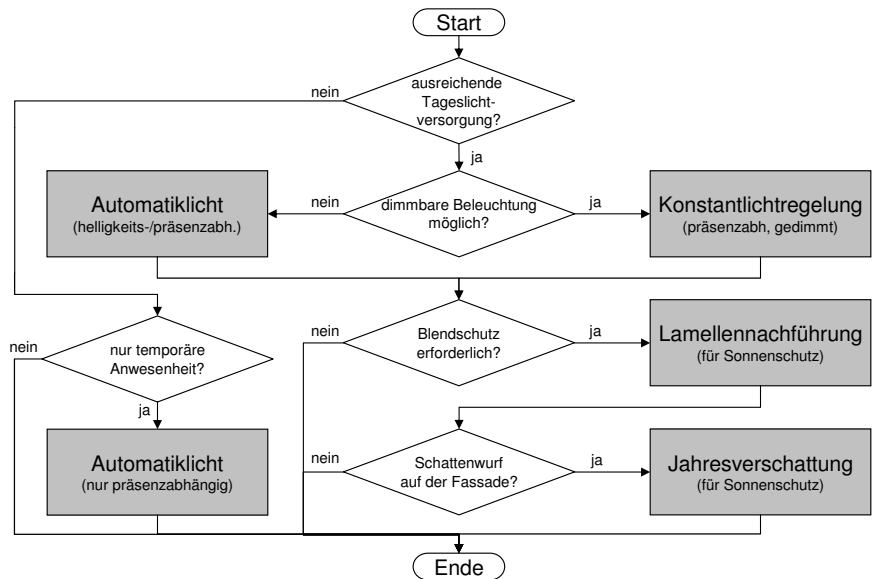 Start
nein
ausreichende
Tageslicht-
versorgung?
ja
Automatiklicht
(helligkeits-/präsenzabh.)
nein
dimmbare Beleuchtung
möglich?
ja
Konstantlichtregelung
(präsenzabh, gedimmt)
nein
nur temporäre
Anwesenheit?
ja
nein
Blendschutz
erforderlich?
ja
Lamellennachführung
(für Sonnenschutz)
Automatiklicht
(nur präsenzabhängig)
nein
Schattenwurf
auf der Fassade?
ja
Jahresverschattung
(für Sonnenschutz)
Ende